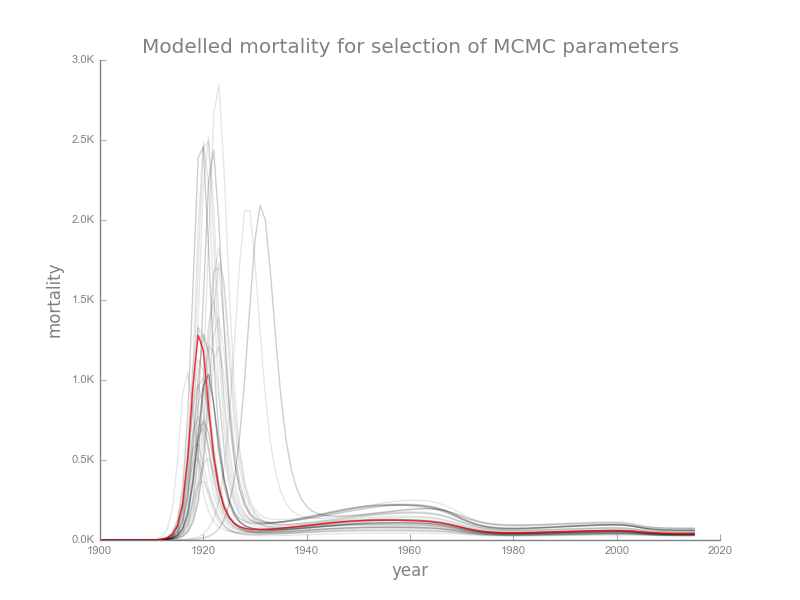 Modelled mortality for selection of MCMC parameters
3.0K
2.5K
2.0K
1.5K
1.0K
0.5K
0.0K
mortality
1900
1920
1940
1960
1980
2000
2020
year